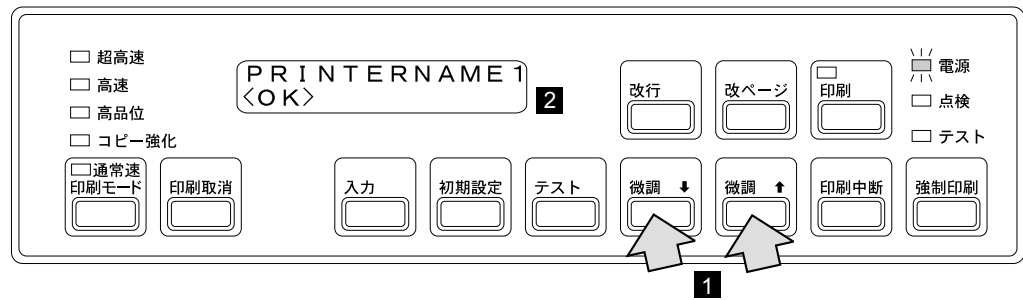 超高速
高速
高品位
コピー強化
PRINTERNAME1
<OK>
2
改行
改ページ
印刷
電源
点検
テスト
通常速
印刷モード
印刷取消
入力
初期設定
テスト
微調 ⬇
微調 ⬆
印刷中断
強制印刷
1